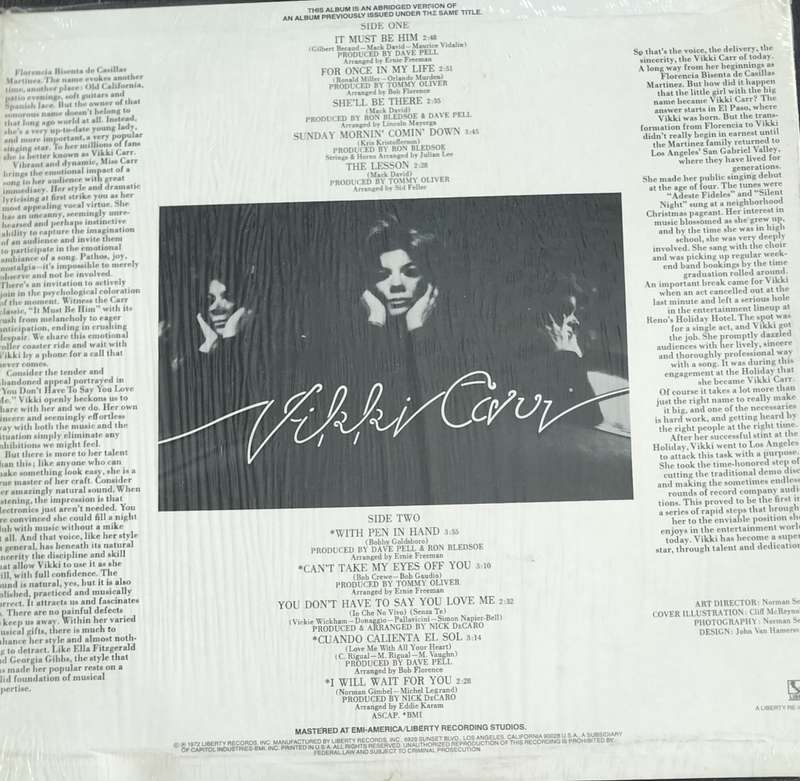 THIS ALBUM IS AN ABRIDGED VERSION OF
AN ALBUM PREVIOUSLY ISSUED UNDER THE SAME TITLE.
SIDE ONE
IT MUST BE HIM 2:48
(Gilbert Becaud—Mack David—Maurice Vidalin)
PRODUCED BY DAVE PELL
Arranged by Ernie Freeman
FOR ONCE IN MY LIFE 2:51
(Ronald Miller—Orlando Murden)
PRODUCED BY TOMMY OLIVER
Arranged by Bob Florence
SHE'LL BE THERE 2:35
(Mack David)
PRODUCED BY RON BLEDSOE & DAVE PELL
Arranged by Lincoln Mayorga
SUNDAY MORNIN' COMIN' DOWN 3:45
(Kris Kristofferson)
PRODUCED BY RON BLEDSOE
Strings & Horns Arranged by Julian Lee
THE LESSON 2:28
(Mack David)
PRODUCED BY TOMMY OLIVER
Arranged by Sid Feller
Florencia Bisenta de Casillas
Martinez. The name evokes another
time, another place: Old California,
patio evenings, soft guitars and
Spanish lace. But the owner of that
sonorous name doesn't belong to
that long ago world at all. Instead,
she's a very up-to-date young lady,
and more important, a very popular
singing star. To her millions of fans
she is better known as Vikki Carr.
Vibrant and dynamic, Miss Carr
brings the emotional impact of a
song to her audience with great
immediacy. Her style and dramatic
lyricising at first strike you as her
most appealing vocal virtue. She
has an uncanny, seemingly unre-
hearsed and perhaps instinctive
ability to capture the imagination
of an audience and invite them
to participate in the emotional
ambiance of a song. Pathos, joy,
nostalgia—it's impossible to merely
observe and not be involved.
There's an invitation to actively
join in the psychological coloration
of the moment. Witness the Carr
classic, "It Must Be Him" with its
rush from melancholy to eager
anticipation, ending in crushing
despair. We share this emotional
roller coaster ride and wait with
Vikki by a phone for a call that
never comes.
Consider the tender and
abandoned appeal portrayed in
"You Don't Have To Say You Love
Me." Vikki openly beckons us to
share with her and we do. Her own
sincere and seemingly effortless
way with both the music and the
situation simply eliminate any
inhibitions we might feel.
But there is more to her talent
than this; like anyone who can
make something look easy, she is a
true master of her craft. Consider
her amazingly natural sound. When
listening, the impression is that
electronics just aren't needed. You
are convinced she could fill a night
club with music without a mike
at all. And that voice, like her style
in general, has beneath its natural
sincerity the discipline and skill
that allow Vikki to use it as she
will, with full confidence. The
sound is natural, yes, but it is also
polished, practiced and musically
correct. It attracts us and fascinates
There are no painful defects
to keep us away. Within her varied
musical gifts, there is much to
enhance her style and almost noth-
ing to detract. Like Ella Fitzgerald
and Georgia Gibbs, the style that
has made her popular rests on a
solid foundation of musical
expertise.
So that's the voice, the delivery, the
sincerity, the Vikki Carr of today.
A long way from her beginnings as
Florencia Bisenta de Casillas
Martinez. But how did it happen
that the little girl with the big
name became Vikki Carr? The
answer starts in El Paso, where
Vikki was born. But the trans-
formation from Florencia to Vikki
didn't really begin in earnest until
the Martinez family returned to
Los Angeles' San Gabriel Valley,
where they have lived for
generations.
She made her public singing debut
at the age of four. The tunes were
"Adeste Fideles" and "Silent
Night" sung at a neighborhood
Christmas pageant. Her interest in
music blossomed as she grew up,
and by the time she was in high
school, she was very deeply
involved. She sang with the choir
and was picking up regular week-
end band bookings by the time
graduation rolled around.
An important break came for Vikki
when an act cancelled out at the
last minute and left a serious hole
in the entertainment lineup at
Reno's Holiday Hotel. The spot was
for a single act, and Vikki got
the job. She promptly dazzled
audiences with her lively, sincere
and thoroughly professional way
with a song. It was during this
engagement at the Holiday that
she became Vikki Carr.
Of course it takes a lot more than
just the right name to really make
it big, and one of the necessaries
is hard work, and getting heard by
the right people at the right time.
After her successful stint at the
Holiday, Vikki went to Los Angeles
to attack this task with a purpose.
She took the time-honored step of
cutting the traditional demo disc
and making the sometimes endless
rounds of record company audi-
tions. This proved to be the first in
a series of rapid steps that brought
her to the enviable position she
enjoys in the entertainment world
today. Vikki has become a super
star, through talent and dedication.
Vikki Carr
SIDE TWO
*WITH PEN IN HAND 3:35
(Bobby Goldsboro)
PRODUCED BY DAVE PELL & RON BLEDSOE
Arranged by Ernie Freeman
*CAN'T TAKE MY EYES OFF YOU 3:10
(Bob Crewe—Bob Gaudio)
PRODUCED BY TOMMY OLIVER
Arranged by Ernie Freeman
YOU DON'T HAVE TO SAY YOU LOVE ME 2:32
(In Che No Vivo) (Senza Te)
(Vickie Wickham—Donaggio—Pallavicini—Simon Napier-Bell)
PRODUCED & ARRANGED BY NICK DeCARO
*CUANDO CALIENTA EL SOL 3:14
(Love Me With All Your Heart)
(C. Rigual—M. Rigual—M. Vaughn)
PRODUCED BY DAVE PELL
Arranged by Bob Florence
*I WILL WAIT FOR YOU 2:28
(Norman Gimbel—Michel Legrand)
PRODUCED BY NICK DeCARO
Arranged by Eddie Karam
ASCAP. *BMI
ART DIRECTOR: Norman Se
COVER ILLUSTRATION: Cliff McReyno
PHOTOGRAPHY: Norman Se
DESIGN: John Van Hamersv
A LIBERTY RE-
MASTERED AT EMI-AMERICA/LIBERTY RECORDING STUDIOS.
© ℗ 1972 LIBERTY RECORDS, INC. MANUFACTURED BY LIBERTY RECORDS, INC. 6920 SUNSET BLVD., LOS ANGELES, CALIFORNIA 90028 U.S.A., A SUBSIDIARY
OF CAPITOL INDUSTRIES-EMI, INC. PRINTED IN U.S.A. ALL RIGHTS RESERVED. UNAUTHORIZED REPRODUCTION OF THIS RECORDING IS PROHIBITED BY
FEDERAL LAW AND SUBJECT TO CRIMINAL PROSECUTION.